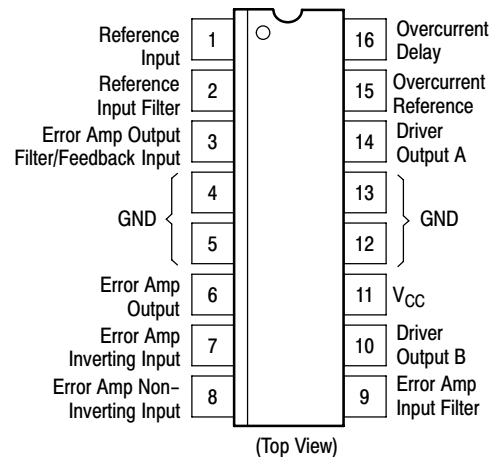 Reference
Input
1
Reference
Input Filter
2
Error Amp Output
Filter/Feedback Input
3
4
GND
5
Error Amp
Output
6
Error Amp
Inverting Input
7
Error Amp Non–
Inverting Input
8
16
Overcurrent
Delay
15
Overcurrent
Reference
14
Driver
Output A
13
GND
12
11
VCC
10
Driver
Output B
9
Error Amp
Input Filter
(Top View)